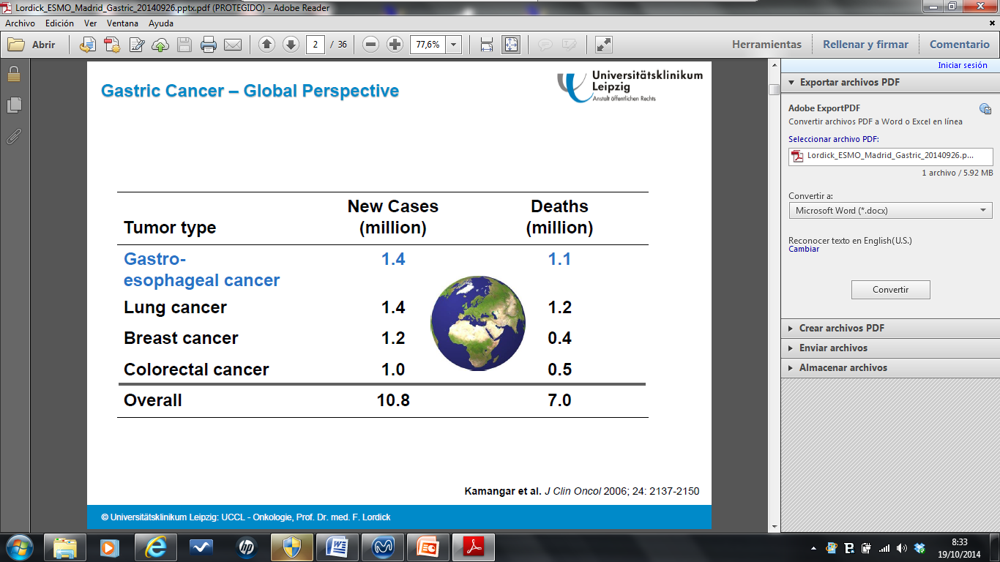 Lordick_ESMO_Madrid_Gastric_20140926.pptx.pdf (PROTEGIDO) - Adobe Reader
Archivo Edición Ver Ventana Ayuda
Abrir 2 / 36 77,6% Herramientas Rellenar y firmar Comentario
Iniciar sesión
Gastric Cancer – Global Perspective
Universitätsklinikum
Leipzig
Anstalt öffentlichen Rechts
Tumor type
New Cases
(million)
Deaths
(million)
Gastro-
esophageal cancer
1.4 1.1
Lung cancer 1.4 1.2
Breast cancer 1.2 0.4
Colorectal cancer 1.0 0.5
Overall 10.8 7.0
Kamangar et al. J Clin Oncol 2006; 24: 2137-2150
© Universitätsklinikum Leipzig: UCCL - Onkologie, Prof. Dr. med. F. Lordick
Exportar archivos PDF
Adobe ExportPDF
Convertir archivos PDF a Word o Excel en línea
Seleccionar archivo PDF:
Lordick_ESMO_Madrid_Gastric_20140926.p...
1 archivo / 5.92 MB
Convertir a:
Microsoft Word (*.docx)
Reconocer texto en English(U.S.)
Cambiar
Convertir
Crear archivos PDF
Enviar archivos
Almacenar archivos
hp
8:33
19/10/2014